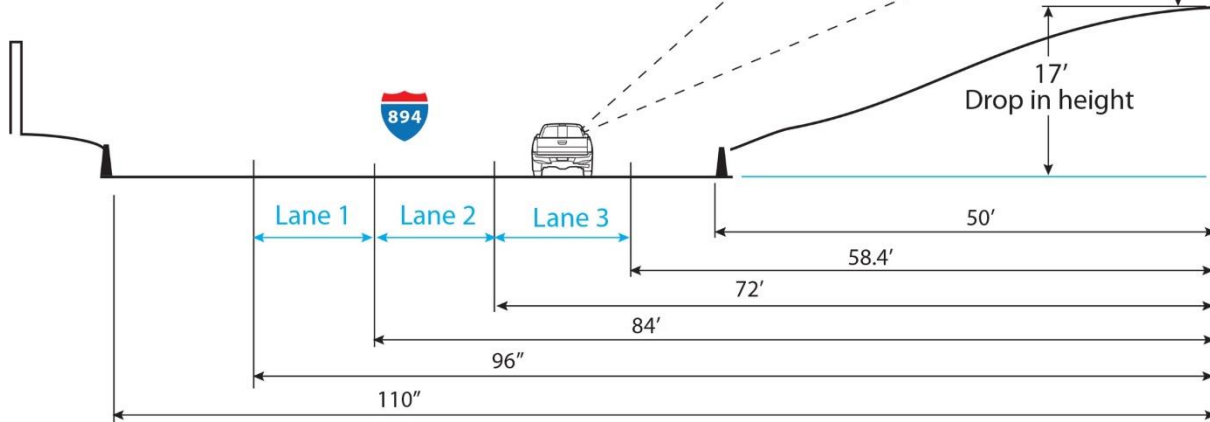 17’
Drop in height
894
Lane 1
Lane 2
Lane 3
50’
58.4’
72’
84’
96”
110”